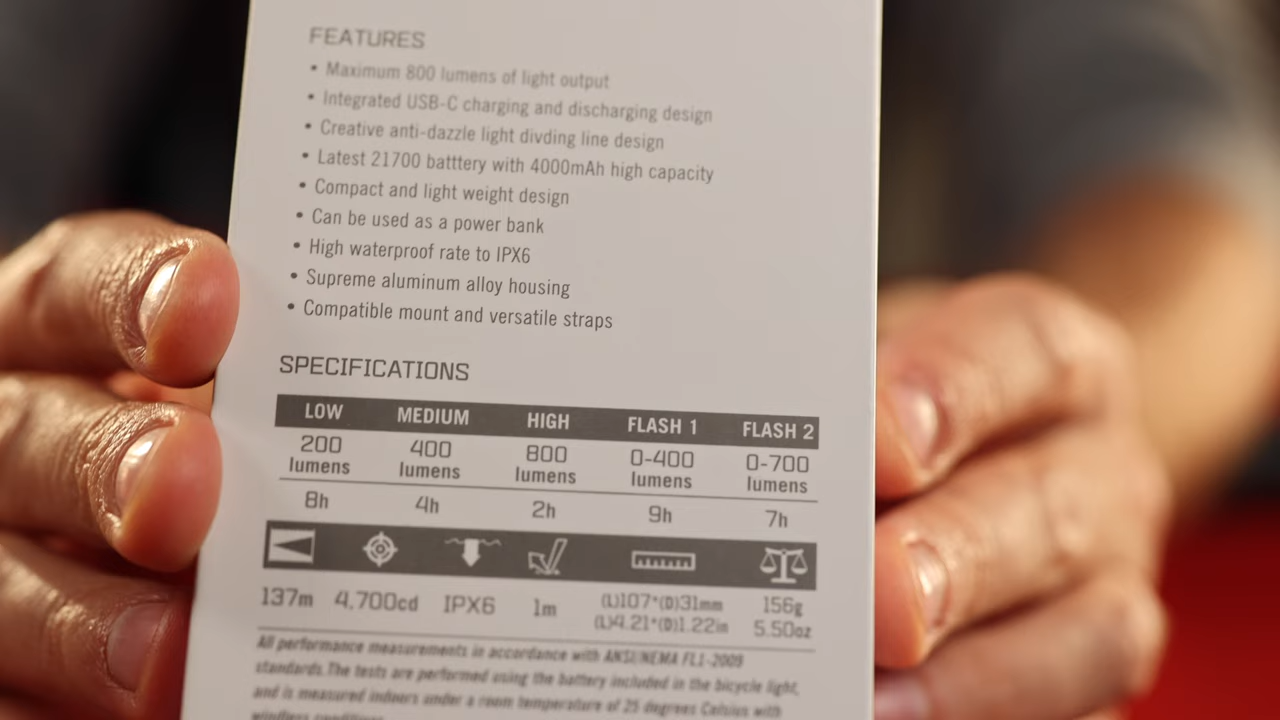 FEATURES
• Maximum 800 lumens of light output
• Integrated USB-C charging and discharging design
• Creative anti-dazzle light divding line design
• Latest 21700 batttery with 4000mAh high capacity
• Compact and light weight design
• Can be used as a power bank
• High waterproof rate to IPX6
• Supreme aluminum alloy housing
• Compatible mount and versatile straps
SPECIFICATIONS
LOW MEDIUM HIGH FLASH 1 FLASH 2
200 400 800 0-400 0-700
lumens lumens lumens lumens lumens
8h 4h 2h 9h 7h
137m 4,700cd IPX6 1m (L)107*(D)31mm 156g
(L)4.21*(D)1.22in 5.50oz
All performance measurements in accordance with ANSI/NEMA FL1-2009
standards.The tests are performed using the battery included in the bicycle light,
and is measured indoors under a room temperature of 25 degrees Celsius with
windless conditions.